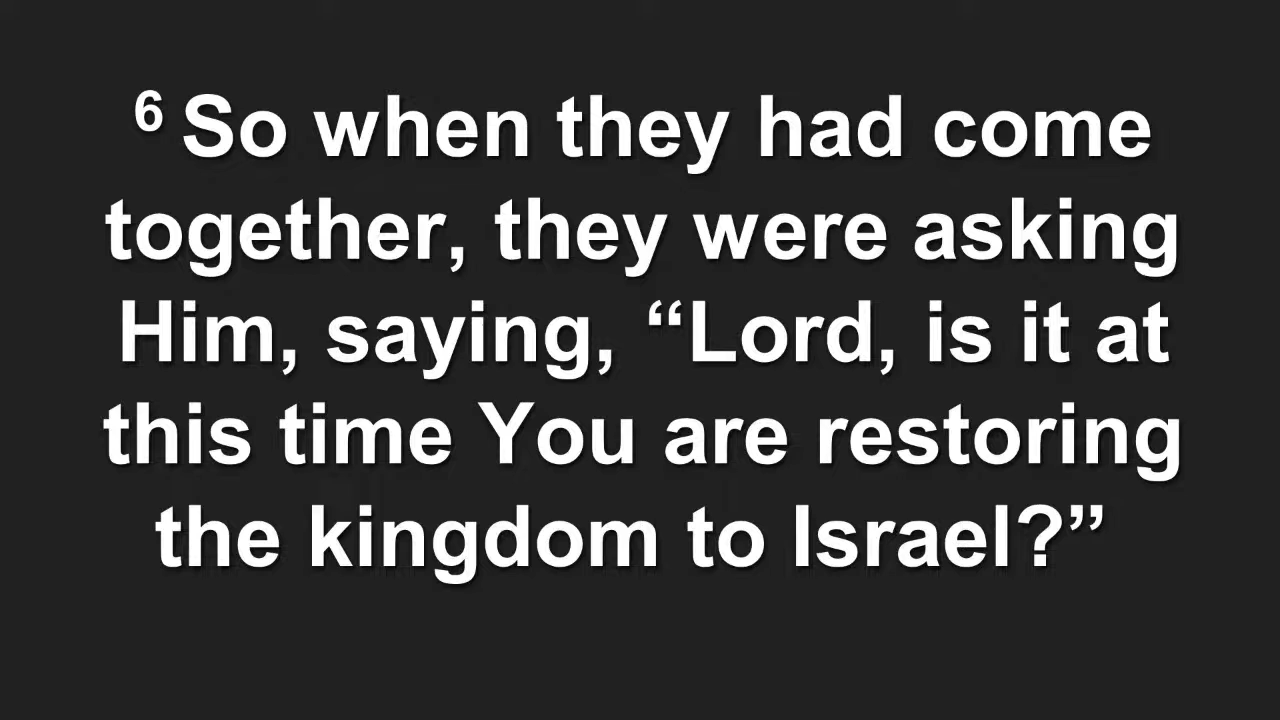 6 So when they had come
together, they were asking
Him, saying, “Lord, is it at
this time You are restoring
the kingdom to Israel?”